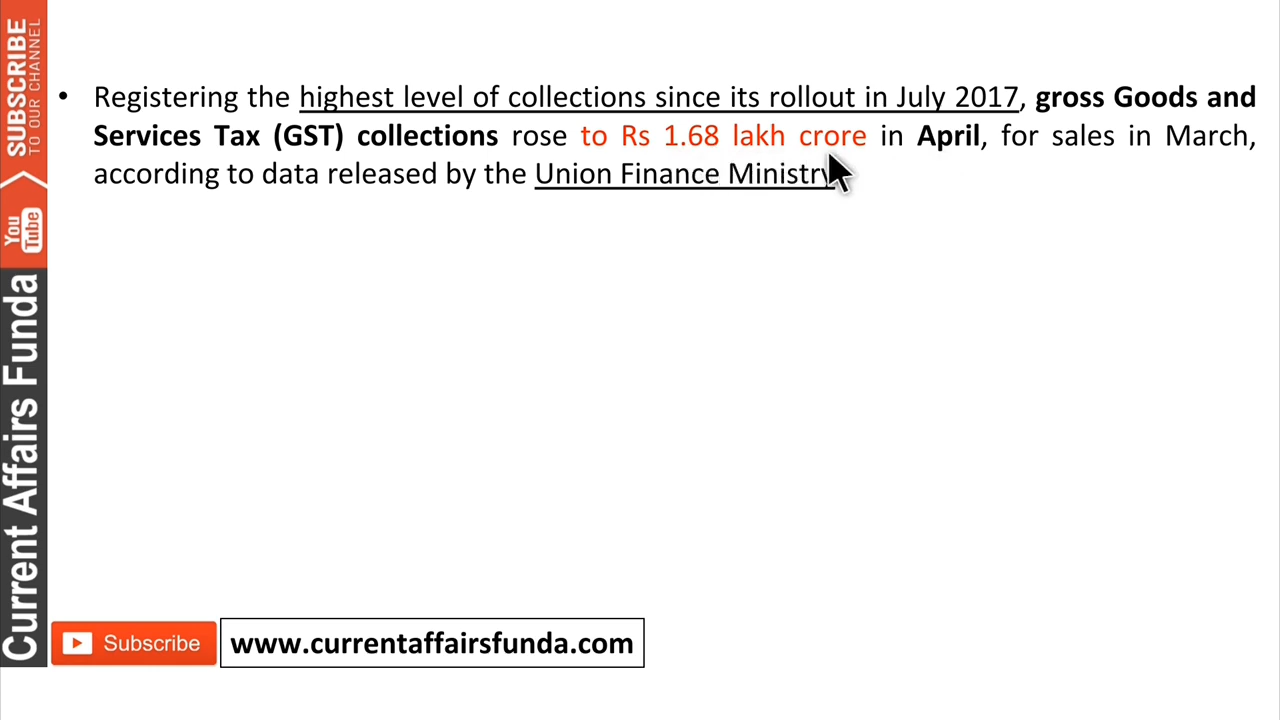 • Registering the highest level of collections since its rollout in July 2017, gross Goods and
Services Tax (GST) collections rose to Rs 1.68 lakh crore in April, for sales in March,
according to data released by the Union Finance Ministry
SUBSCRIBE
TO OUR CHANNEL
You
Tube
Current Affairs Funda
Subscribe
www.currentaffairsfunda.com